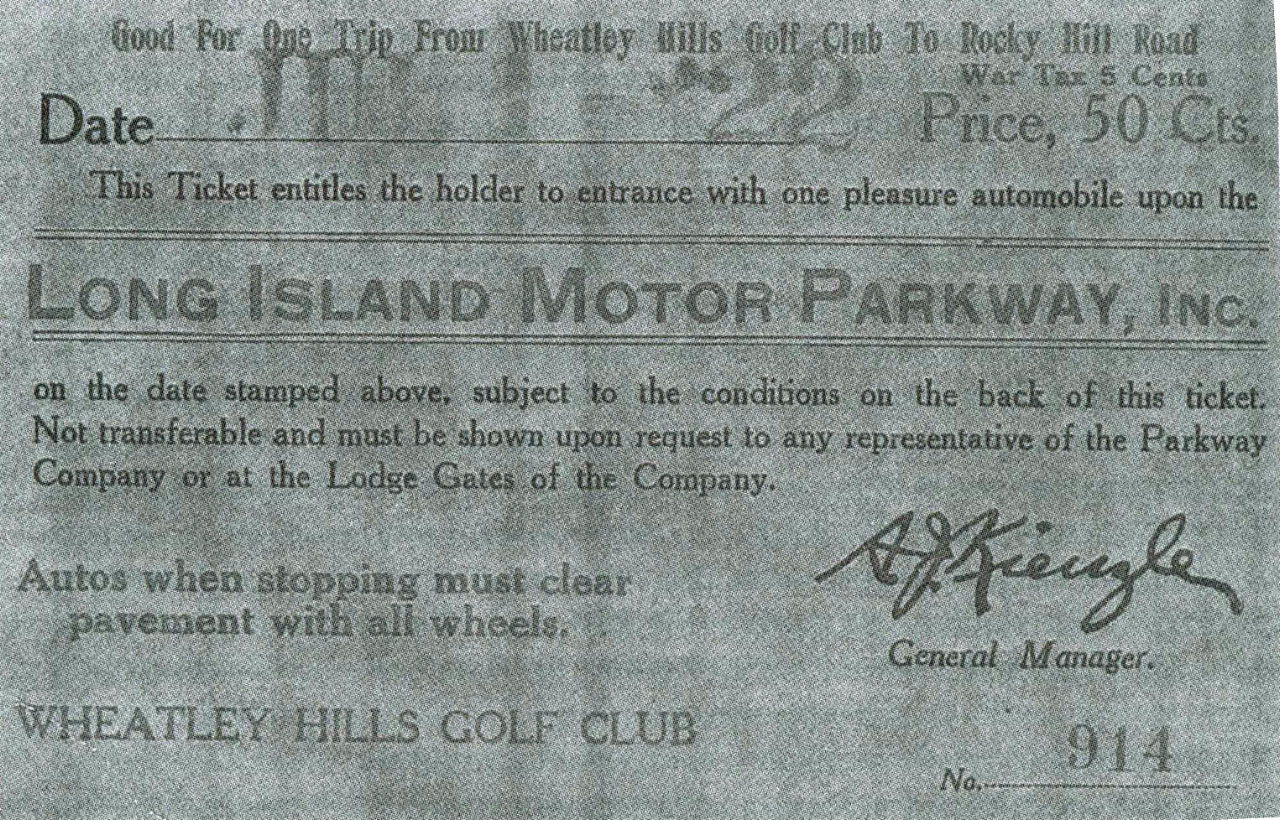 Good For One Trip From Wheatley Hills Golf Club To Rocky Hill Road
War Tax 5 Cents
Date 22 Price, 50 Cts.
This Ticket entitles the holder to entrance with one pleasure automobile upon the
LONG ISLAND MOTOR PARKWAY, INC.
on the date stamped above, subject to the conditions on the back of this ticket.
Not transferable and must be shown upon request to any representative of the Parkway
Company or at the Lodge Gates of the Company.
A J Kienzle
Autos when stopping must clear
pavement with all wheels.
General Manager.
WHEATLEY HILLS GOLF CLUB
No. 914